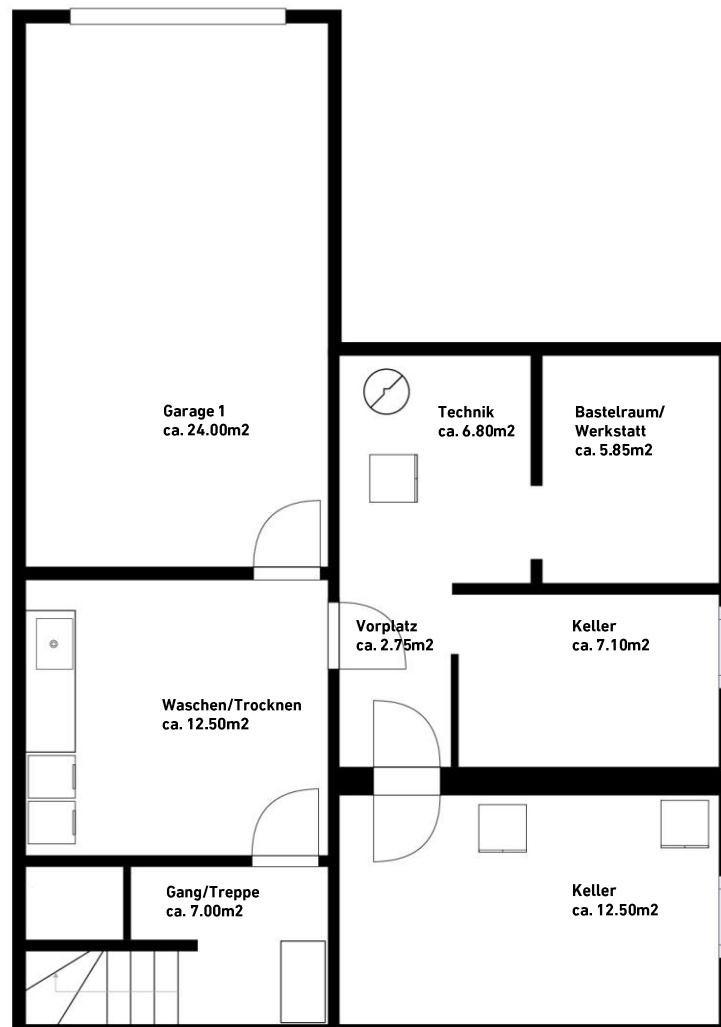 Garage 1
ca. 24.00m2
Technik
ca. 6.80m2
Bastelraum/
Werkstatt
ca. 5.85m2
Vorplatz
ca. 2.75m2
Keller
ca. 7.10m2
Waschen/Trocknen
ca. 12.50m2
Gang/Treppe
ca. 7.00m2
Keller
ca. 12.50m2